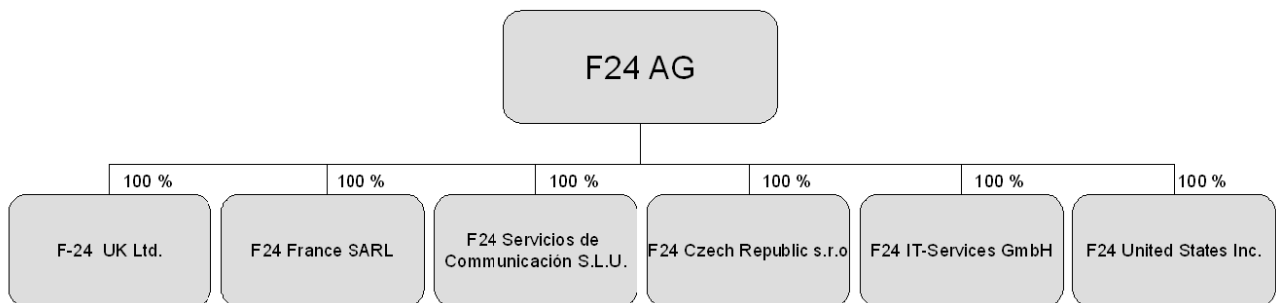 F24 AG
100 %
100 %
100 %
100 %
100 %
100 %
F-24 UK Ltd.
F24 France SARL
F24 Servicios de
Communicación S.L.U.
F24 Czech Republic s.r.o
F24 IT-Services GmbH
F24 United States Inc.